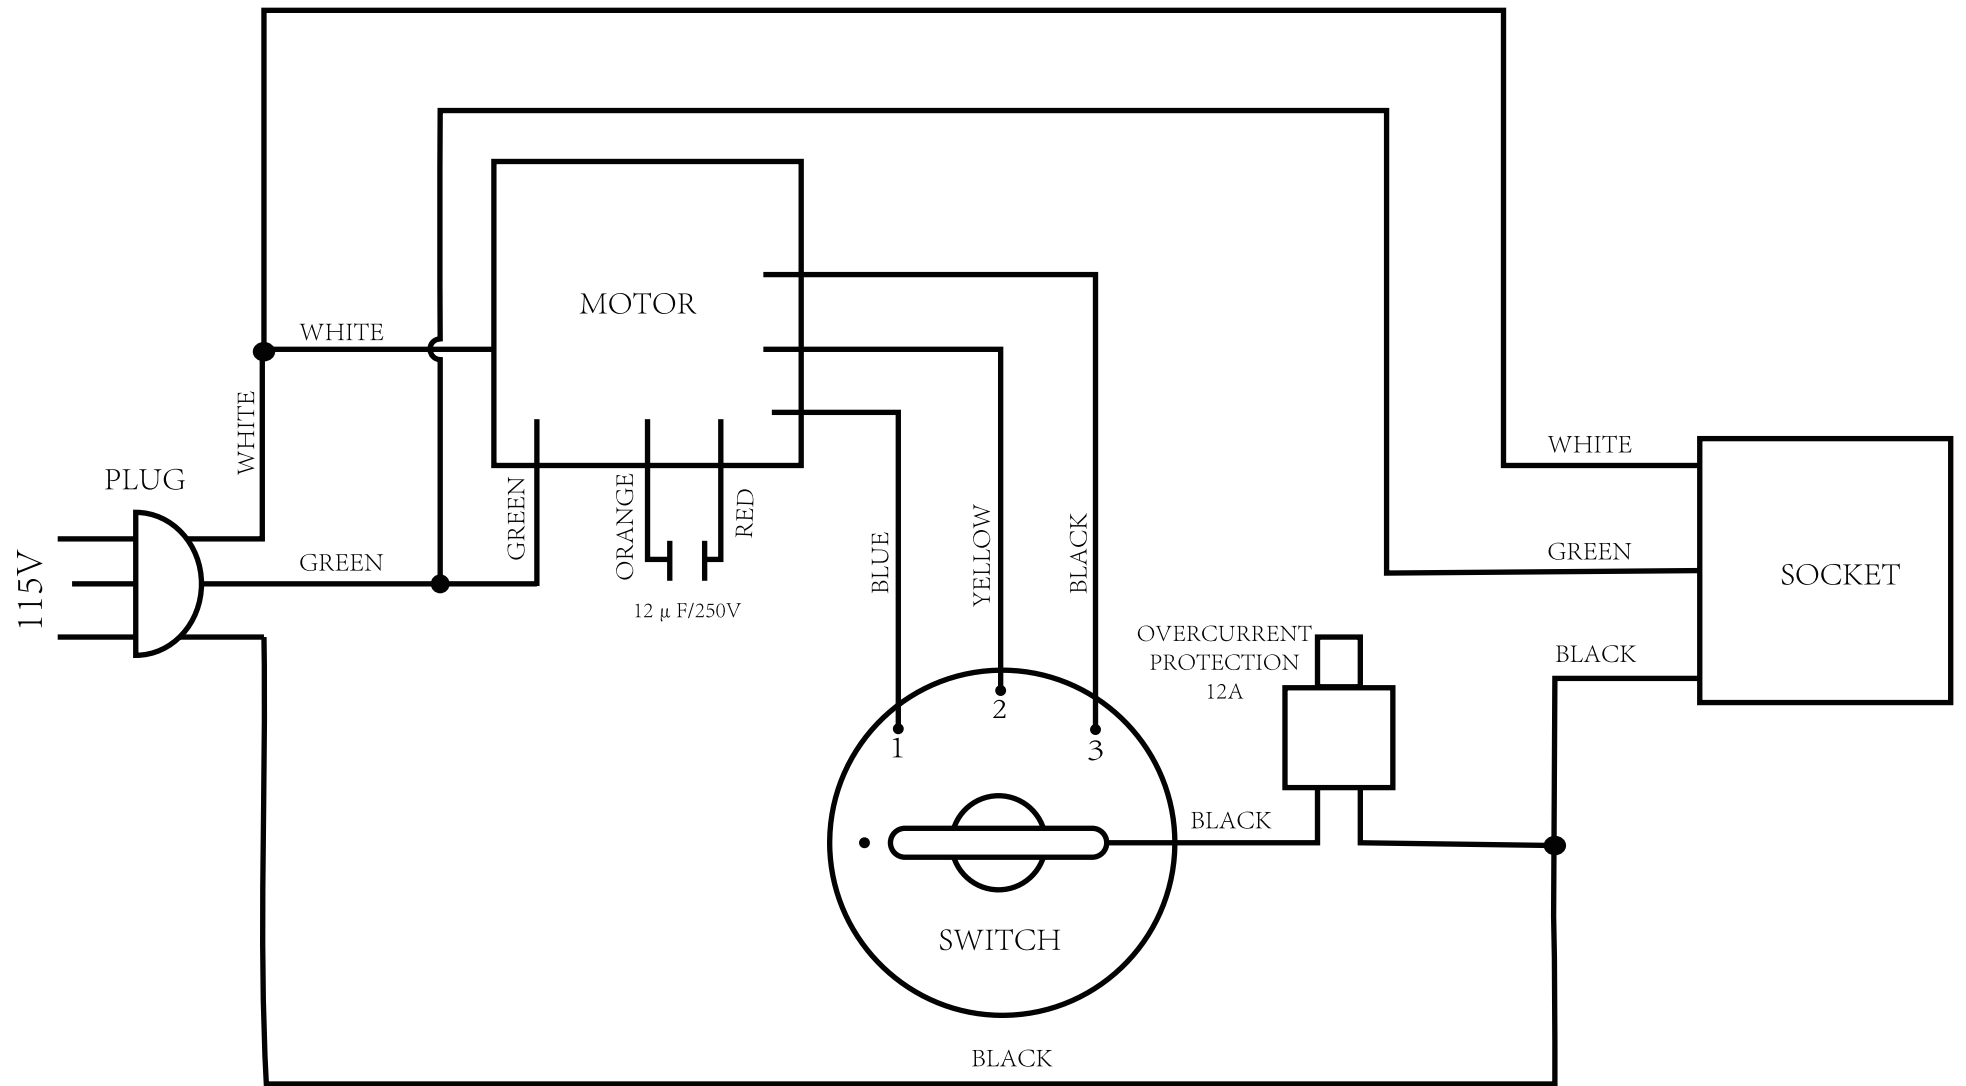 WHITE
MOTOR
WHITE
PLUG
GREEN
115V
GREEN
ORANGE
RED
12 μ F/250V
BLUE
YELLOW
BLACK
WHITE
GREEN
SOCKET
BLACK
OVERCURRENT
PROTECTION
12A
1
2
3
BLACK
SWITCH
BLACK